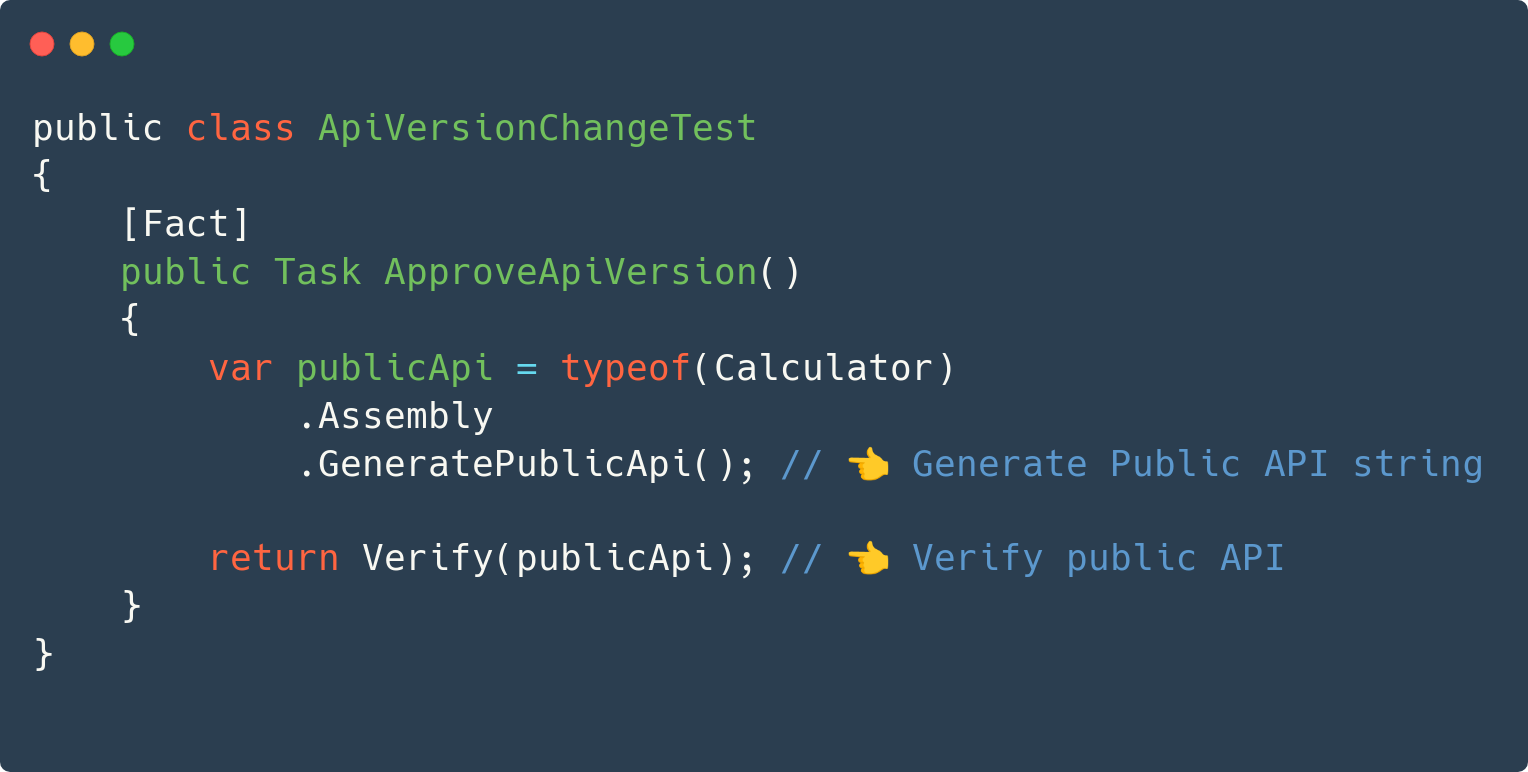 public class ApiVersionChangeTest
{
    [Fact]
    public Task ApproveApiVersion()
    {
        var publicApi = typeof(Calculator)
            .Assembly
            .GeneratePublicApi(); // 👈 Generate Public API string

        return Verify(publicApi); // 👈 Verify public API
    }
}